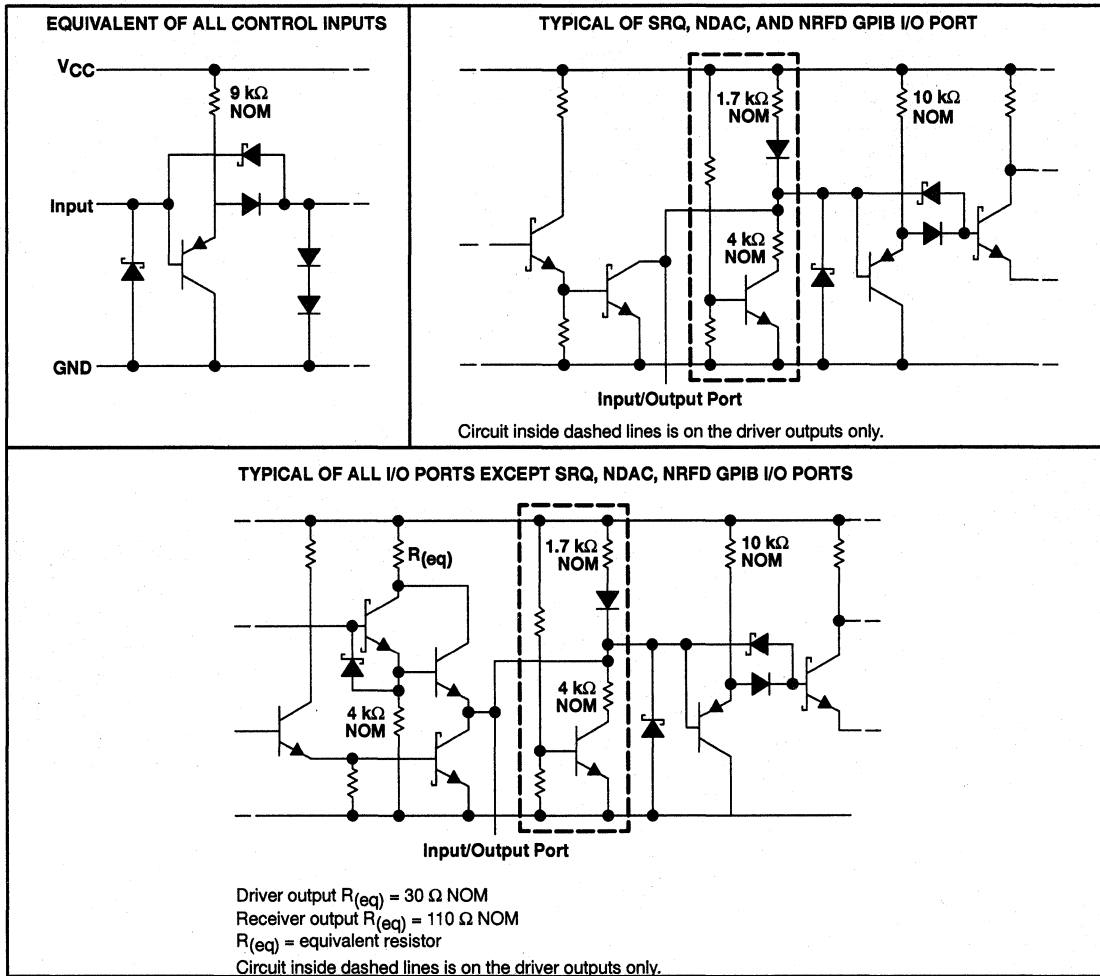 EQUIVALENT OF ALL CONTROL INPUTS
VCC
9 kΩ
NOM
Input
GND
TYPICAL OF SRQ, NDAC, AND NRFD GPIB I/O PORT
1.7 kΩ
NOM
10 kΩ
NOM
4 kΩ
NOM
Input/Output Port
Circuit inside dashed lines is on the driver outputs only.
TYPICAL OF ALL I/O PORTS EXCEPT SRQ, NDAC, NRFD GPIB I/O PORTS
R(eq)
1.7 kΩ
NOM
10 kΩ
NOM
4 kΩ
NOM
4 kΩ
NOM
Input/Output Port
Driver output R(eq) = 30 Ω NOM
Receiver output R(eq) = 110 Ω NOM
R(eq) = equivalent resistor
Circuit inside dashed lines is on the driver outputs only.